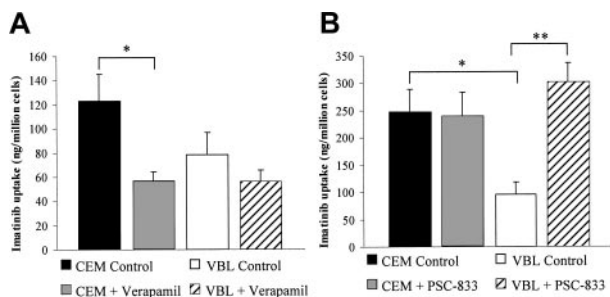 A
*
Imatinib uptake (ng/million cells)
160
140
120
100
80
60
40
20
0
CEM Control
VBL Control
CEM + Verapamil
VBL + Verapamil
B
*
**
Imatinib uptake (ng/million cells)
350
300
250
200
150
100
50
0
CEM Control
VBL Control
CEM + PSC-833
VBL + PSC-833